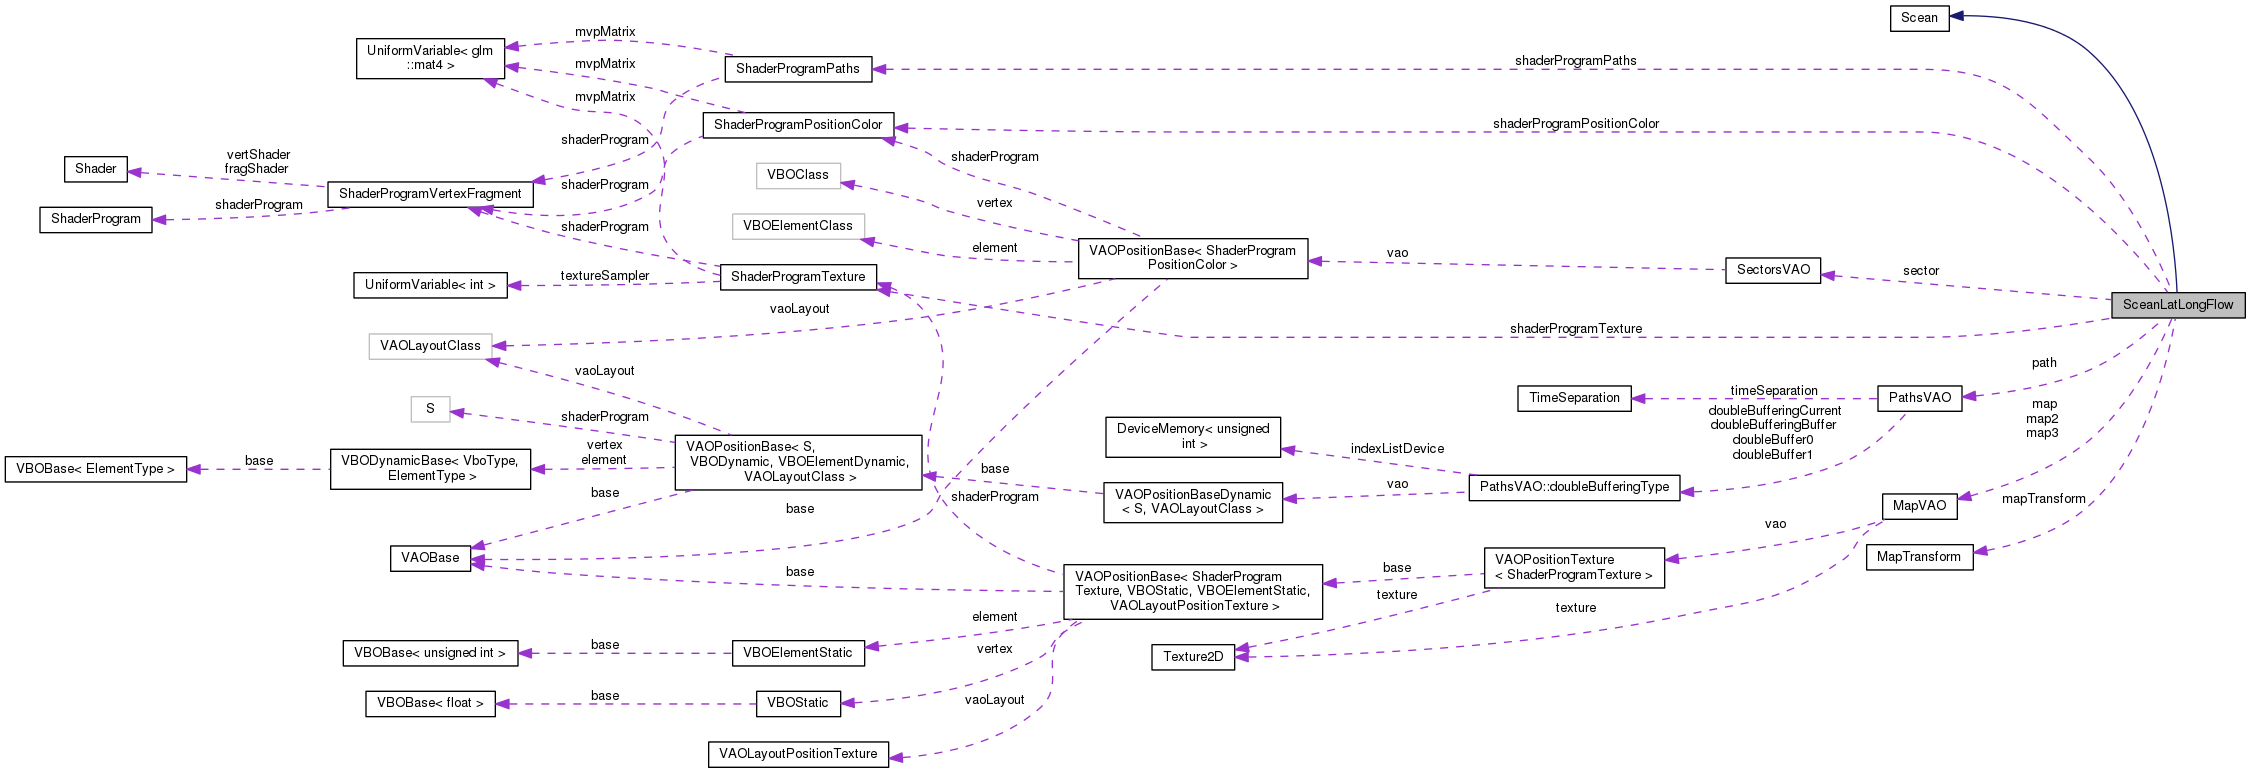 Scean
mvpMatrix
UniformVariable< glm
::mat4 >
shaderProgramPaths
mvpMatrix
ShaderProgramPaths
mvpMatrix
ShaderProgramPositionColor
shaderProgramPositionColor
shaderProgram
vertShader
fragShader
shaderProgram
Shader
VBOClass
shaderProgram
ShaderProgramVertexFragment
vertex
shaderProgram
ShaderProgram
VBOElementClass
shaderProgram
element
VAOPositionBase< ShaderProgram
PositionColor >
vao
SectorsVAO
sector
textureSampler
ShaderProgramTexture
UniformVariable< int >
SceanLatLongFlow
vaoLayout
shaderProgramTexture
VAOLayoutClass
vaoLayout
path
TimeSeparation
timeSeparation
PathsVAO
S
shaderProgram
DeviceMemory< unsigned
int >
doubleBufferingCurrent
doubleBufferingBuffer
doubleBuffer0
doubleBuffer1
map
map2
map3
VAOPositionBase< S,
VBODynamic, VBOElementDynamic,
VAOLayoutClass >
vertex
element
indexListDevice
VBOBase< ElementType >
base
VBODynamicBase< VboType,
ElementType >
base
vao
PathsVAO::doubleBufferingType
base
shaderProgram
VAOPositionBaseDynamic
< S, VAOLayoutClass >
mapTransform
base
MapVAO
vao
VAOBase
MapTransform
base
VAOPositionBase< ShaderProgram
Texture, VBOStatic, VBOElementStatic,
VAOLayoutPositionTexture >
base
VAOPositionTexture
< ShaderProgramTexture >
texture
texture
element
VBOBase< unsigned int >
base
VBOElementStatic
vertex
Texture2D
VBOBase< float >
base
VBOStatic
vaoLayout
VAOLayoutPositionTexture